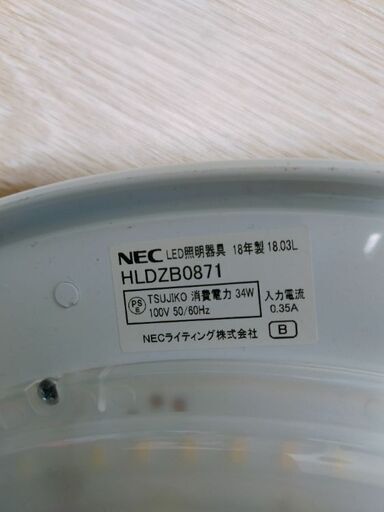 NEC LED照明器具 18年製 18.03L
HLDZB0871
PS E TSUJIKO 消費電力 34W
100V 50/60Hz
入力電流
0.35A
NECライティング株式会社 B